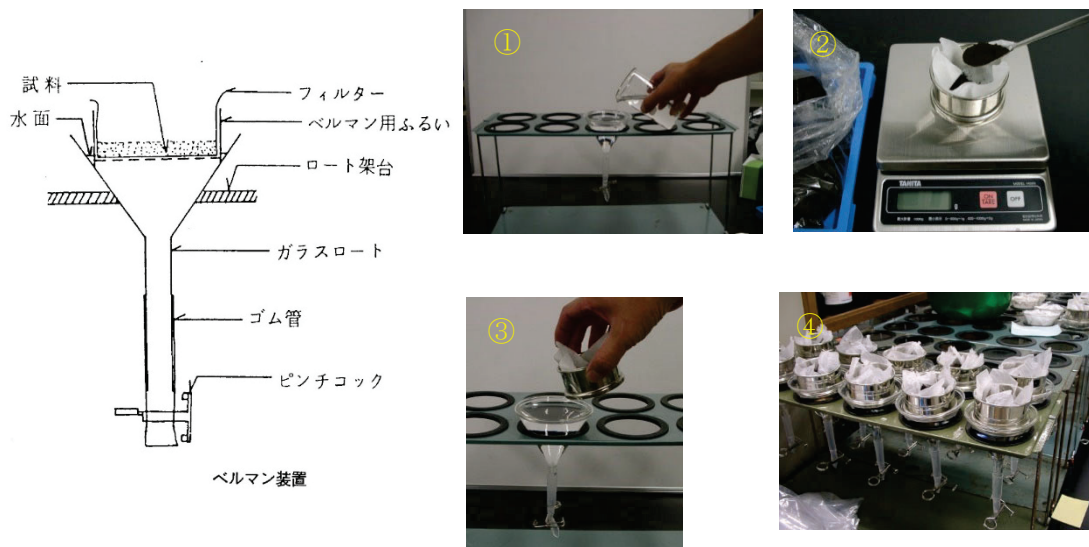 試料
水面
フィルター
ベルマン用ふるい
ロート架台
ガラスロート
ゴム管
ピンチコック
ベルマン装置
①
②
TANITA
ON
TARE
OFF
g
③
④